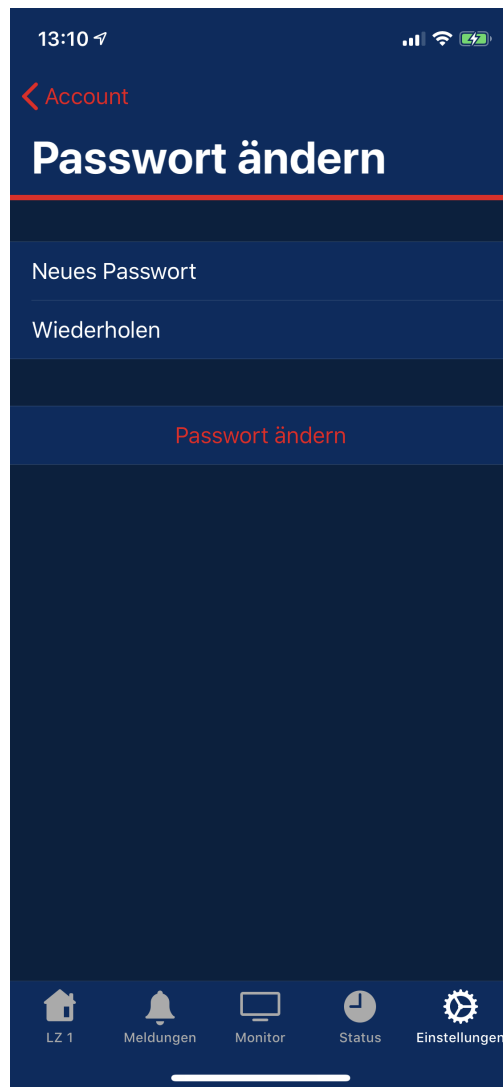 13:10
Account
Passwort ändern
Neues Passwort
Wiederholen
Passwort ändern
LZ 1
Meldungen
Monitor
Status
Einstellungen